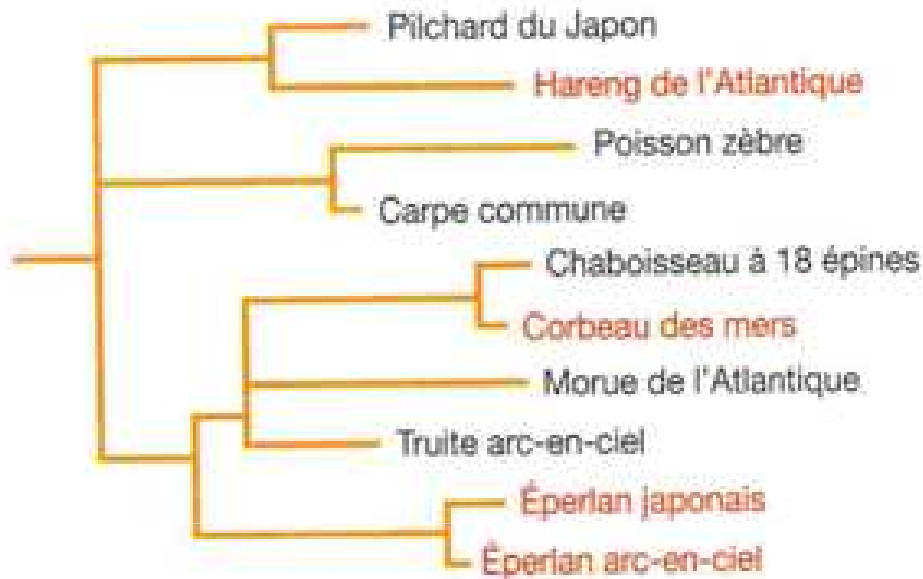 Pilchard du Japon
Hareng de l'Atlantique
Poisson zèbre
Carpe commune
Chaboisseau à 18 épines
Corbeau des mers
Morue de l'Atlantique
Truite arc-en-ciel
Éperlan japonais
Éperlan arc-en-ciel